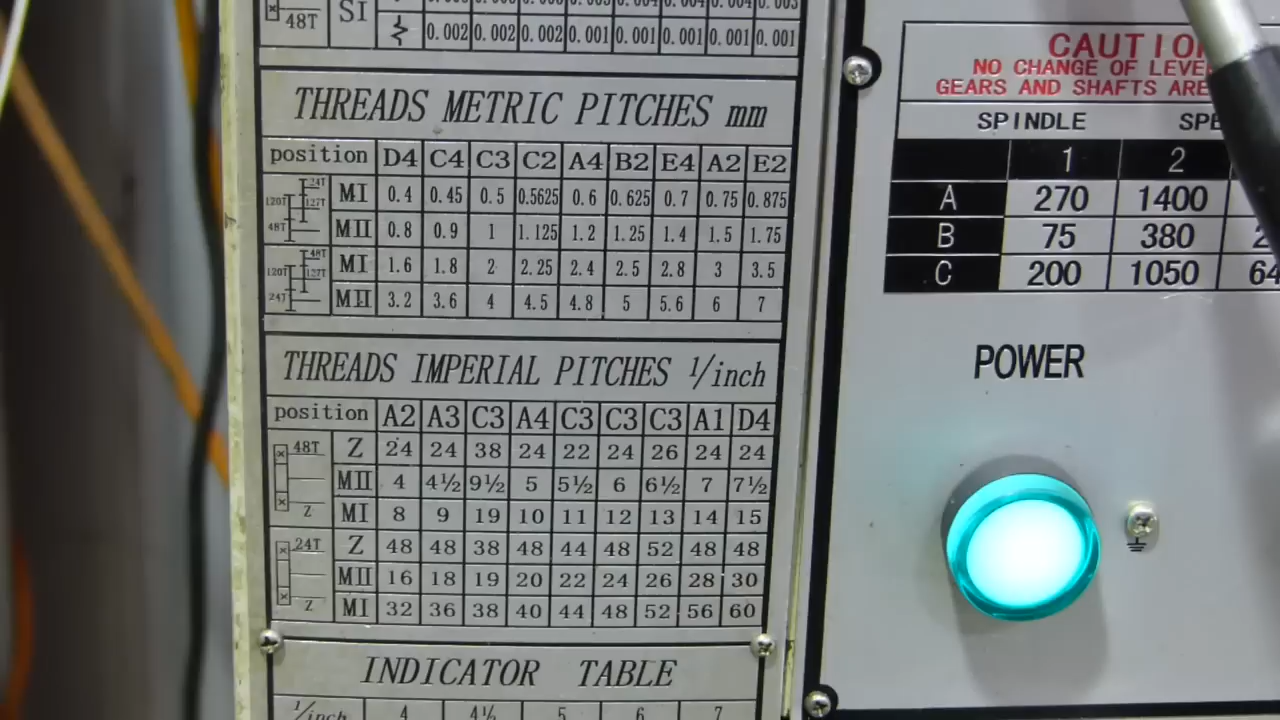 48T SI
0.002 0.002 0.002 0.001 0.001 0.001 0.001 0.001
THREADS METRIC PITCHES mm
position D4 C4 C3 C2 A4 B2 E4 A2 E2
24T
120T 127T MI 0.4 0.45 0.5 0.5625 0.6 0.625 0.7 0.75 0.875
48T MII 0.8 0.9 1 1.125 1.2 1.25 1.4 1.5 1.75
48T
120T 127T MI 1.6 1.8 2 2.25 2.4 2.5 2.8 3 3.5
24T MII 3.2 3.6 4 4.5 4.8 5 5.6 6 7
THREADS IMPERIAL PITCHES 1/inch
position A2 A3 C3 A4 C3 C3 C3 A1 D4
48T Z 24 24 38 24 22 24 26 24 24
MII 4 4½ 9½ 5 5½ 6 6½ 7 7½
Z MI 8 9 19 10 11 12 13 14 15
24T Z 48 48 38 48 44 48 52 48 48
MII 16 18 19 20 22 24 26 28 30
Z MI 32 36 38 40 44 48 52 56 60
INDICATOR TABLE
1/inch 4 4½ 5 6 7
CAUTION
NO CHANGE OF LEVE
GEARS AND SHAFTS ARE
SPINDLE SPE
1 2
A 270 1400
B 75 380 2
C 200 1050 64
POWER